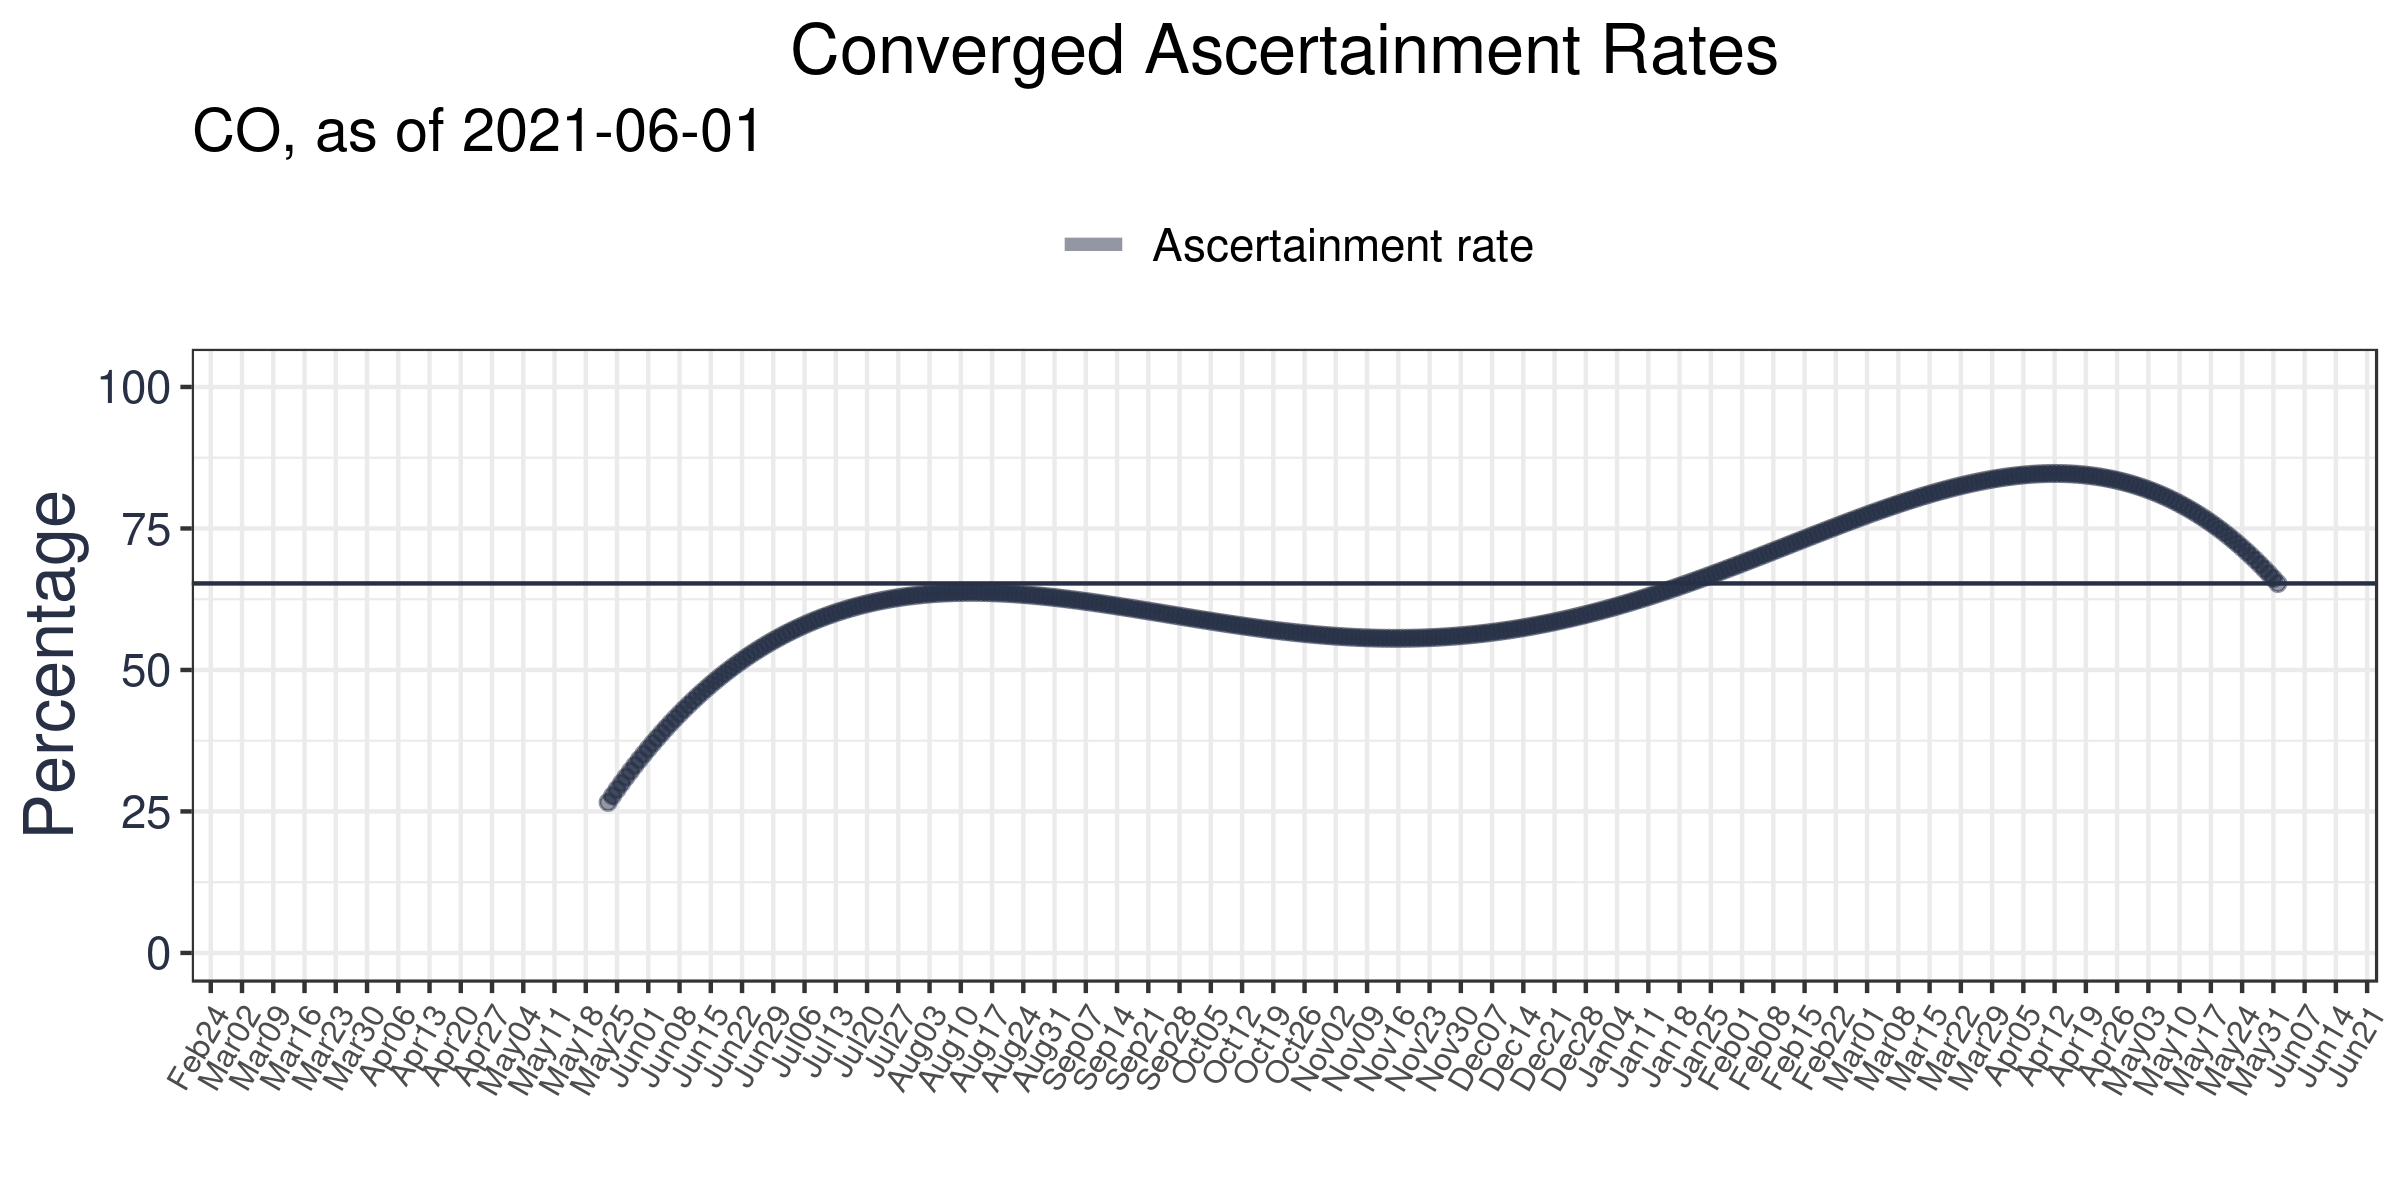 Converged Ascertainment Rates
CO, as of 2021-06-01
Ascertainment rate
Percentage
100
75
50
25
0
Feb24 Mar02 Mar09 Mar16 Mar23 Mar30 Apr06 Apr13 Apr20 Apr27 May04 May11 May18 May25 Jun01 Jun08 Jun15 Jun22 Jun29 Jul06 Jul13 Jul20 Jul27 Aug03 Aug10 Aug17 Aug24 Aug31 Sep07 Sep14 Sep21 Sep28 Oct05 Oct12 Oct19 Oct26 Nov02 Nov09 Nov16 Nov23 Nov30 Dec07 Dec14 Dec21 Dec28 Jan04 Jan11 Jan18 Jan25 Feb01 Feb08 Feb15 Feb22 Mar01 Mar08 Mar15 Mar22 Mar29 Apr05 Apr12 Apr19 Apr26 May03 May10 May17 May24 May31 Jun07 Jun14 Jun21